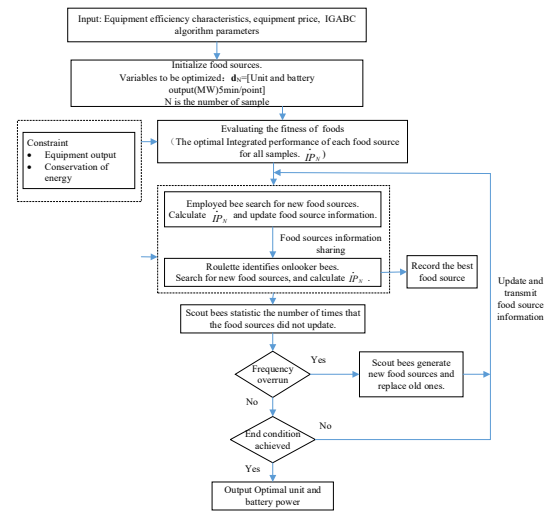 Input: Equipment efficiency characteristics, equipment price, IGABC
algorithm parameters
Initialize food sources.
Variables to be optimized：dN=[Unit and battery
output(MW)5min/point]
N is the number of sample
Evaluating the fitness of foods
（The optimal Integrated performance of each food source
for all samples. IPN )
Constraint
• Equipment output
• Conservation of
energy
Employed bee search for new food sources.
Calculate IPN and update food source information.
Food sources information
sharing
Roulette identifies onlooker bees.
Search for new food sources, and calculate IPN .
Record the best
food source
Update and
transmit
food source
information
Scout bees statistic the number of times that
the food sources did not update.
Frequency
overrun
Yes
Scout bees generate
new food sources and
replace old ones.
No
End condition
achieved
No
Yes
Output Optimal unit and
battery power